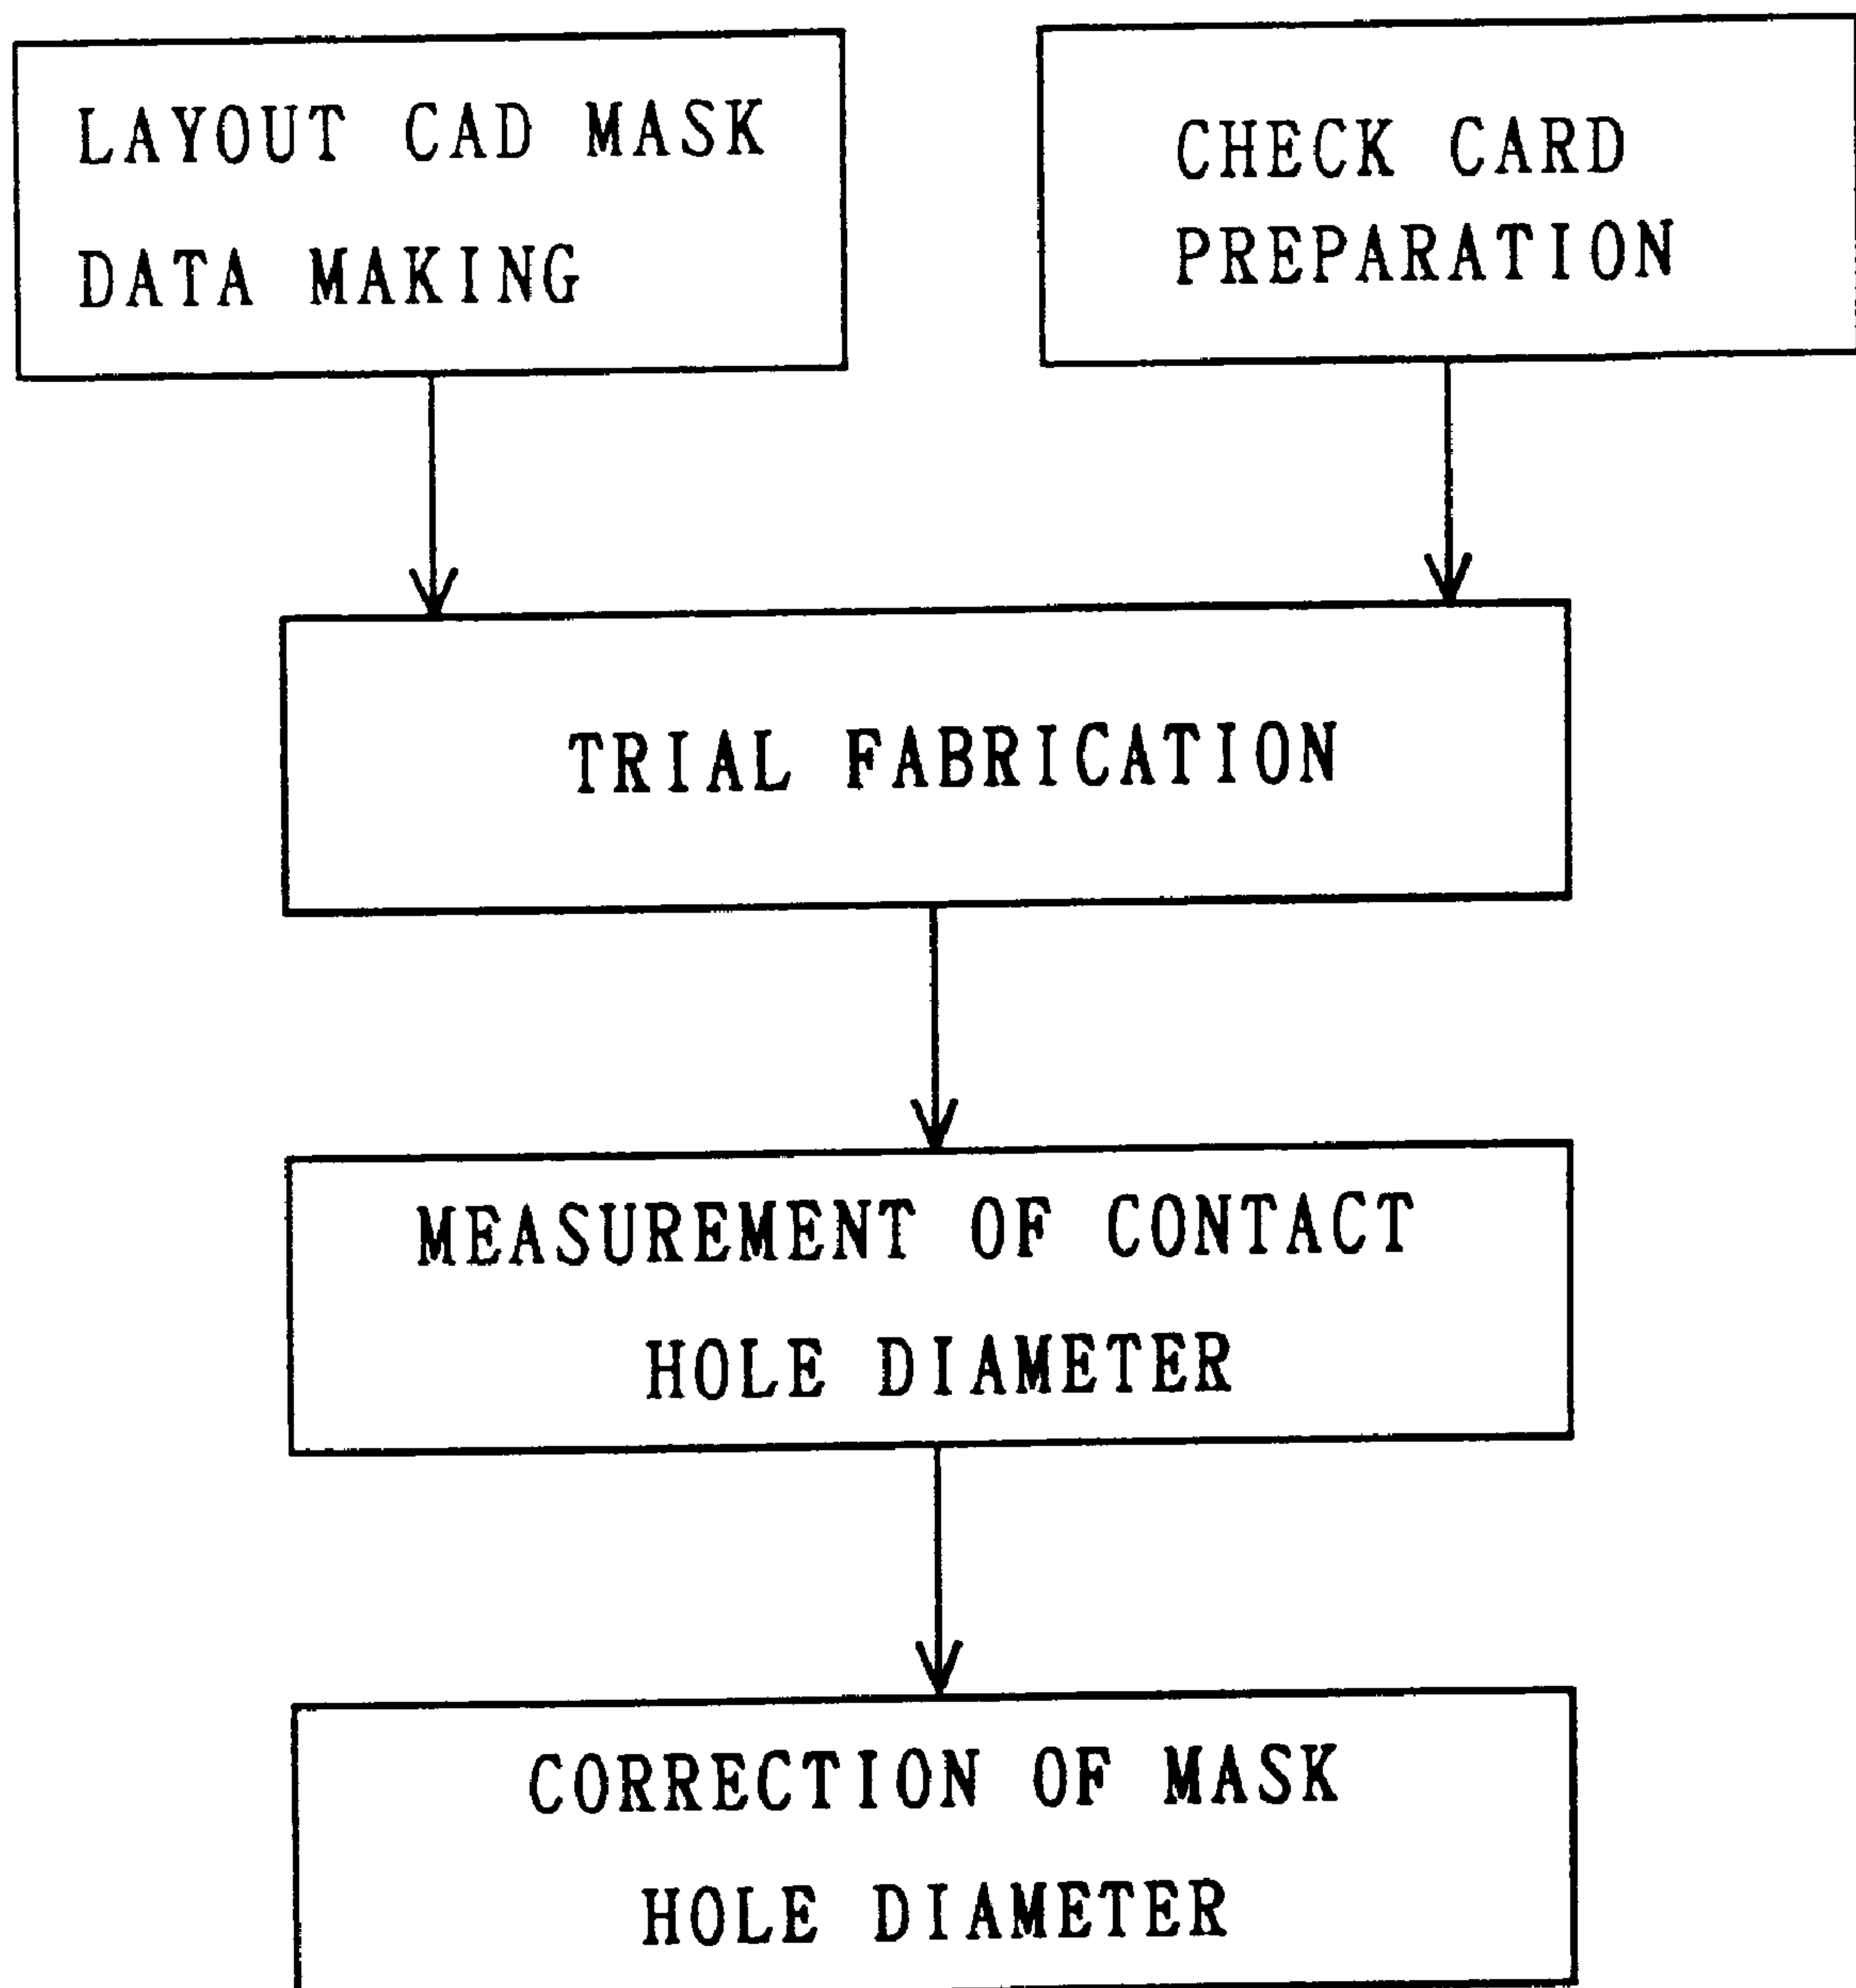 LAYOUT CAD MASK
DATA MAKING
CHECK CARD
PREPARATION
TRIAL FABRICATION
MEASUREMENT OF CONTACT
HOLE DIAMETER
CORRECTION OF MASK
HOLE DIAMETER